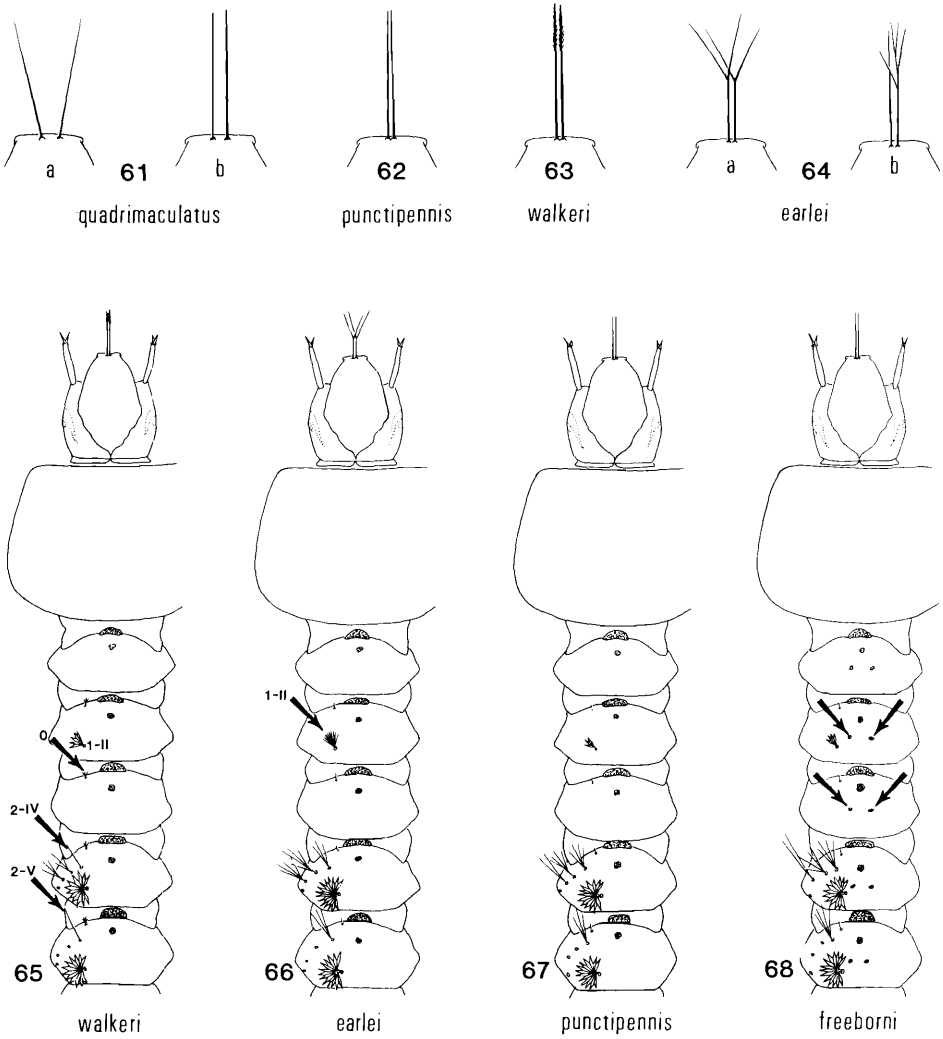 a 61 b 62 63 a 64 b
quadrimaculatus punctipennis walkeri earlei
1-II
O 1-II
2-IV
2-V
65 66 67 68
walkeri earlei punctipennis freeborni